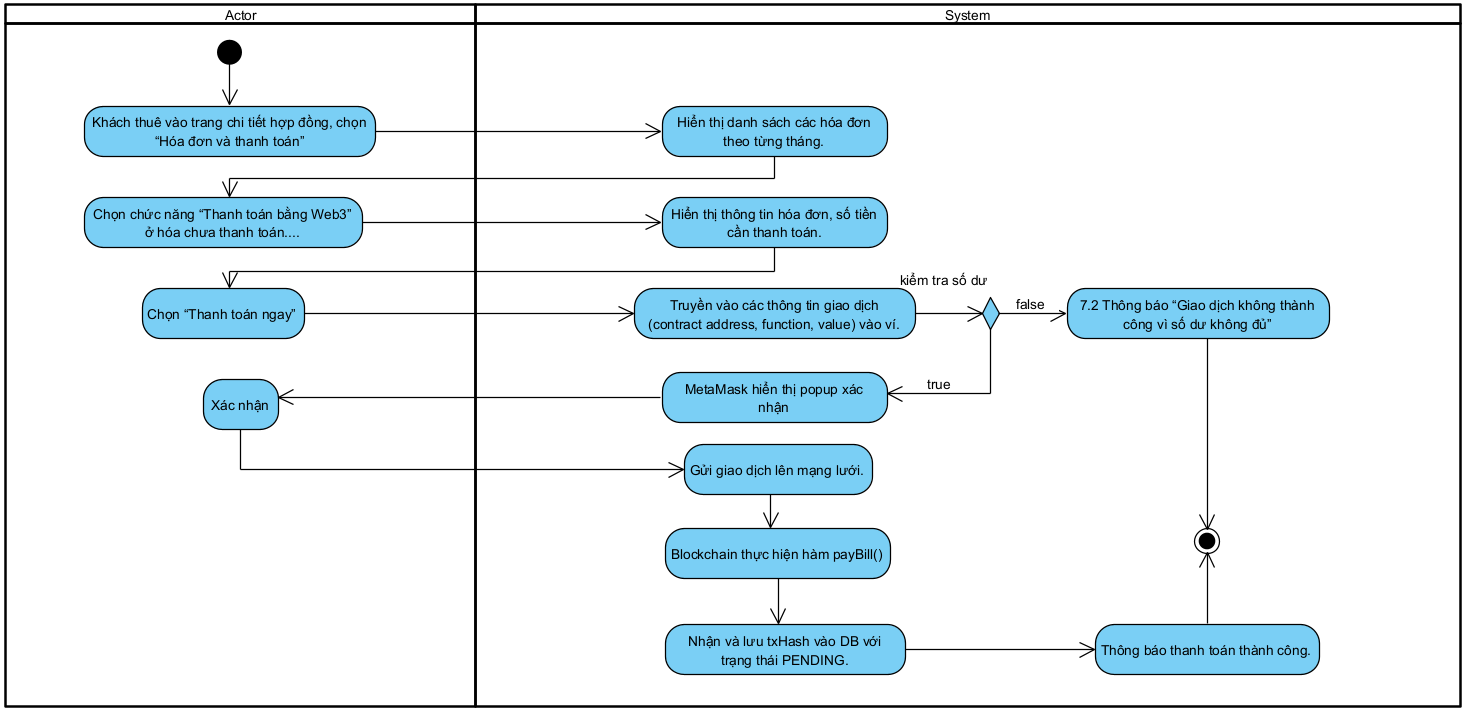 Actor
System
Khách thuê vào trang chi tiết hợp đồng, chọn
“Hóa đơn và thanh toán”
Hiển thị danh sách các hóa đơn
theo từng tháng.
Chọn chức năng “Thanh toán bằng Web3”
ở hóa chưa thanh toán....
Hiển thị thông tin hóa đơn, số tiền
cần thanh toán.
Chọn “Thanh toán ngay”
Truyền vào các thông tin giao dịch
(contract address, function, value) vào ví.
kiểm tra số dư
false
7.2 Thông báo “Giao dịch không thành
công vì số dư không đủ”
true
MetaMask hiển thị popup xác
nhận
Xác nhận
Gửi giao dịch lên mạng lưới.
Blockchain thực hiện hàm payBill()
Nhận và lưu txHash vào DB với
trạng thái PENDING.
Thông báo thanh toán thành công.